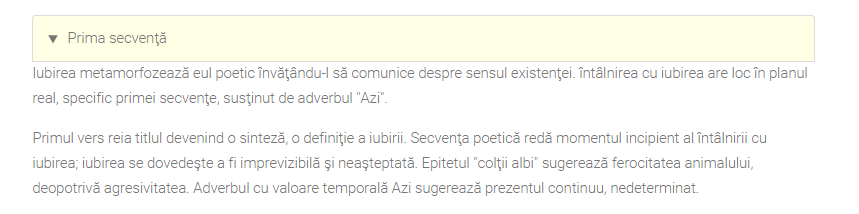 Prima secvenţă
Iubirea metamorfozează eul poetic învăţându-l să comunice despre sensul existenţei. întâlnirea cu iubirea are loc în planul
real, specific primei secvenţe, susţinut de adverbul "Azi".
Primul vers reia titlul devenind o sinteză, o definiţie a iubirii. Secvenţa poetică redă momentul incipient al întâlnirii cu
iubirea; iubirea se dovedeşte a fi imprevizibilă şi neaşteptată. Epitetul "colţii albi" sugerează ferocitatea animalului,
deopotrivă agresivitatea. Adverbul cu valoare temporală Azi sugerează prezentul continuu, nedeterminat.